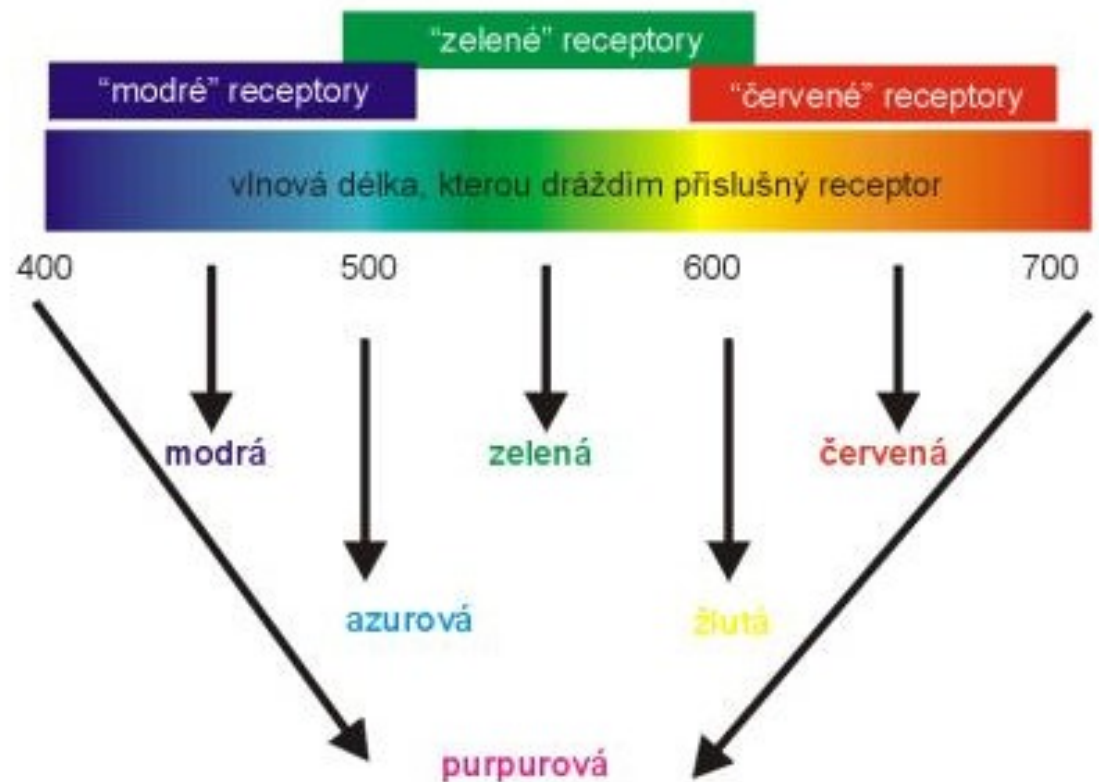 “zelené” receptory
“modré” receptory
“červené” receptory
vlnová délka, kterou dráždím příslušný receptor
400 500 600 700
modrá zelená červená
azurová žlutá
purpurová